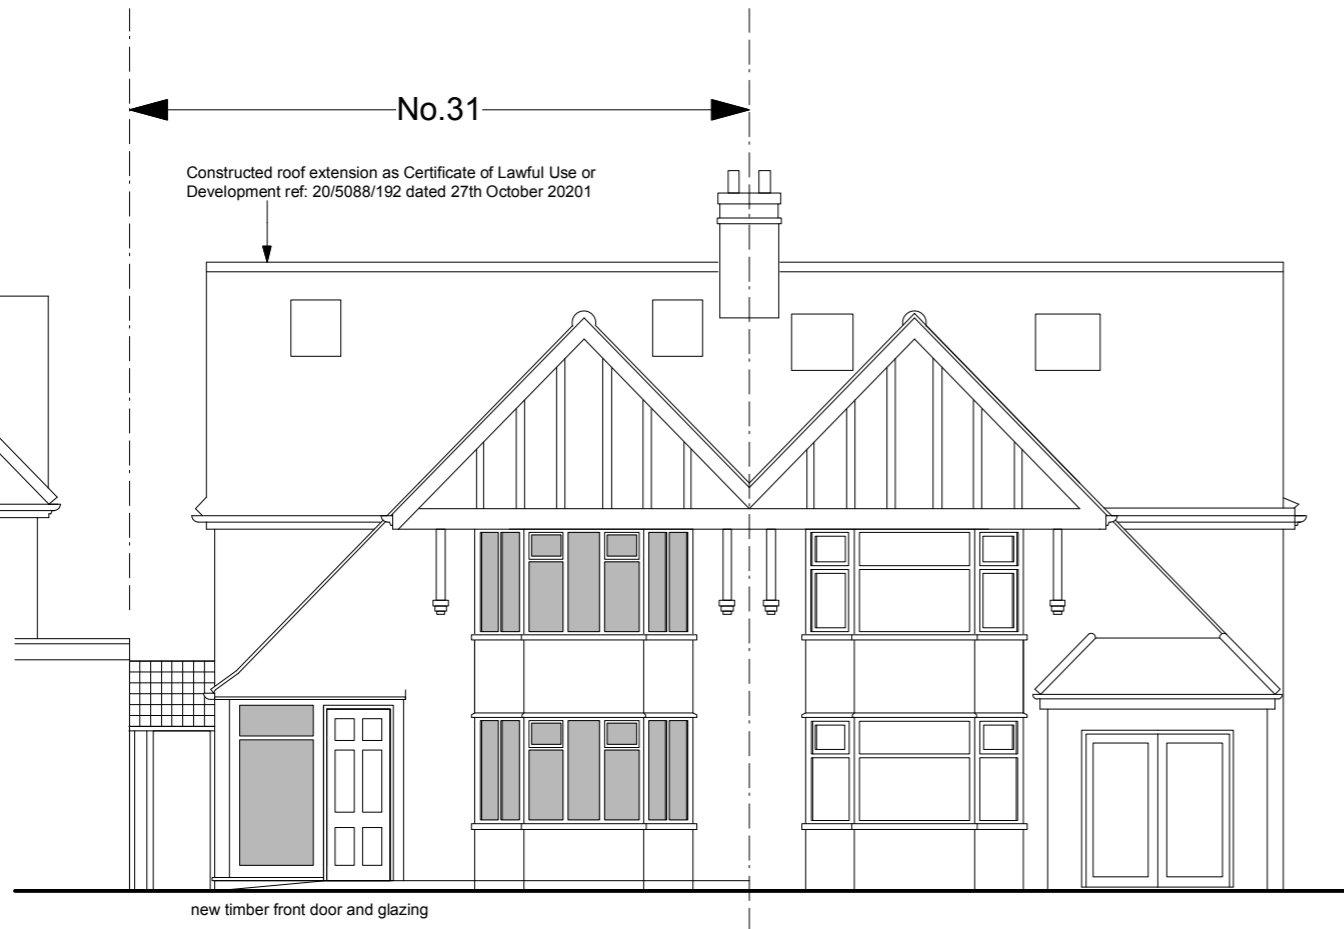 No.31
Constructed roof extension as Certificate of Lawful Use or
Development ref: 20/5088/192 dated 27th October 20201
new timber front door and glazing